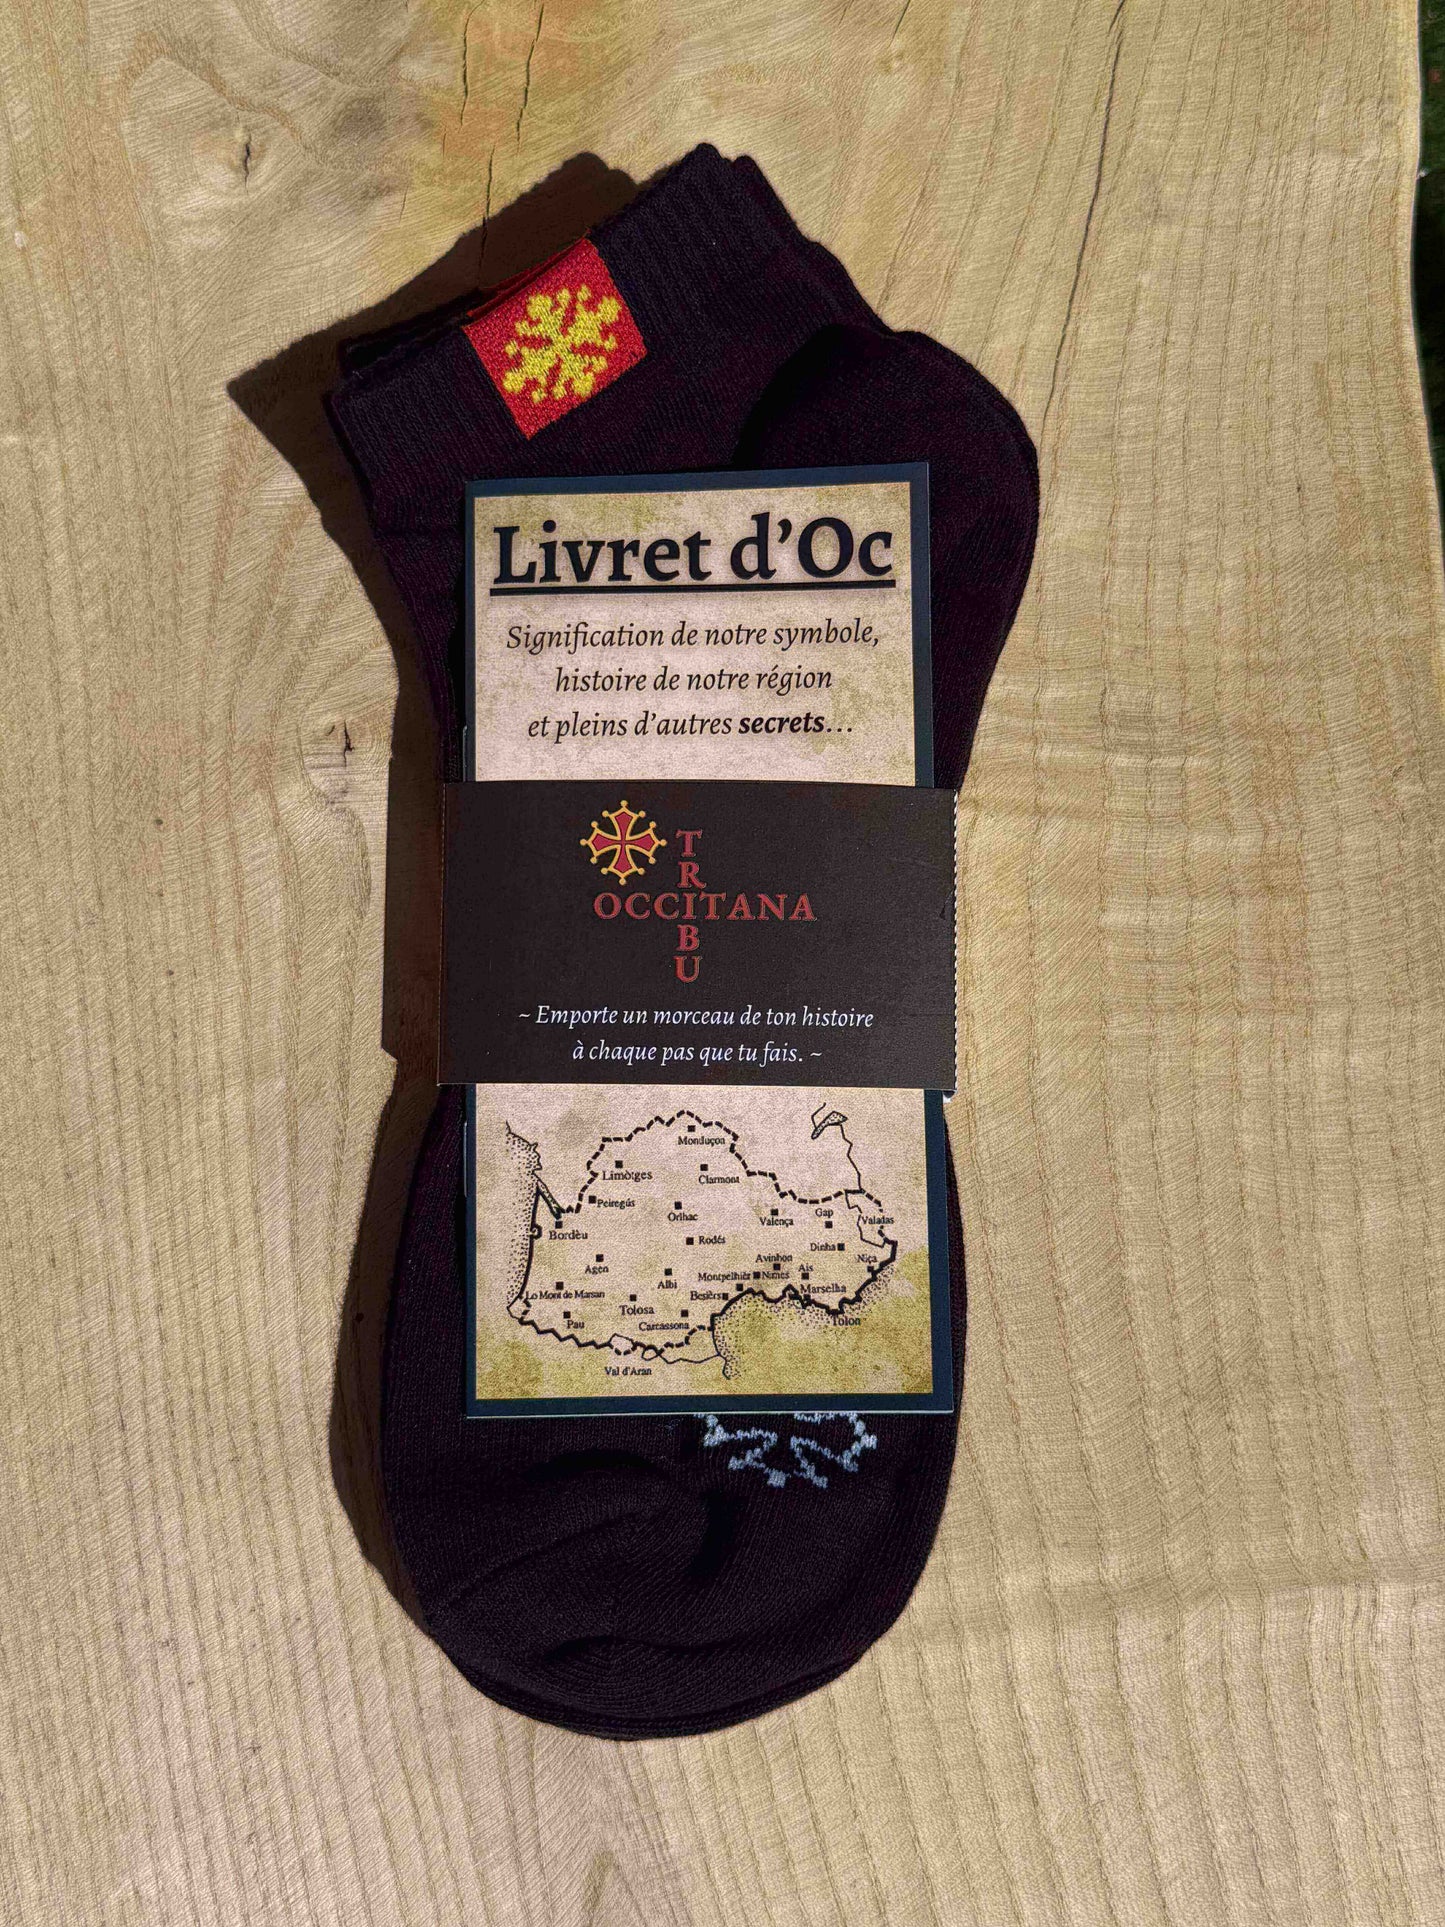 Livret d'Oc
Signification de notre symbole,
histoire de notre région
et pleins d'autres secrets...
TRIBU
OCCITANA
~ Emporte un morceau de ton histoire
à chaque pas que tu fais. ~
Monduçon
Limòtges
Clarmont
Peiregús
Orlhac
Valença
Gap
Valadas
Bordèu
Rodés
Dinha
Agen
Avinhon
Niça
Albi
Montpelhièr
Nimes
Ais
Lo Mont de Marsan
Besièrs
Marselha
Tolosa
Pau
Carcassona
Tolon
Val d'Aran